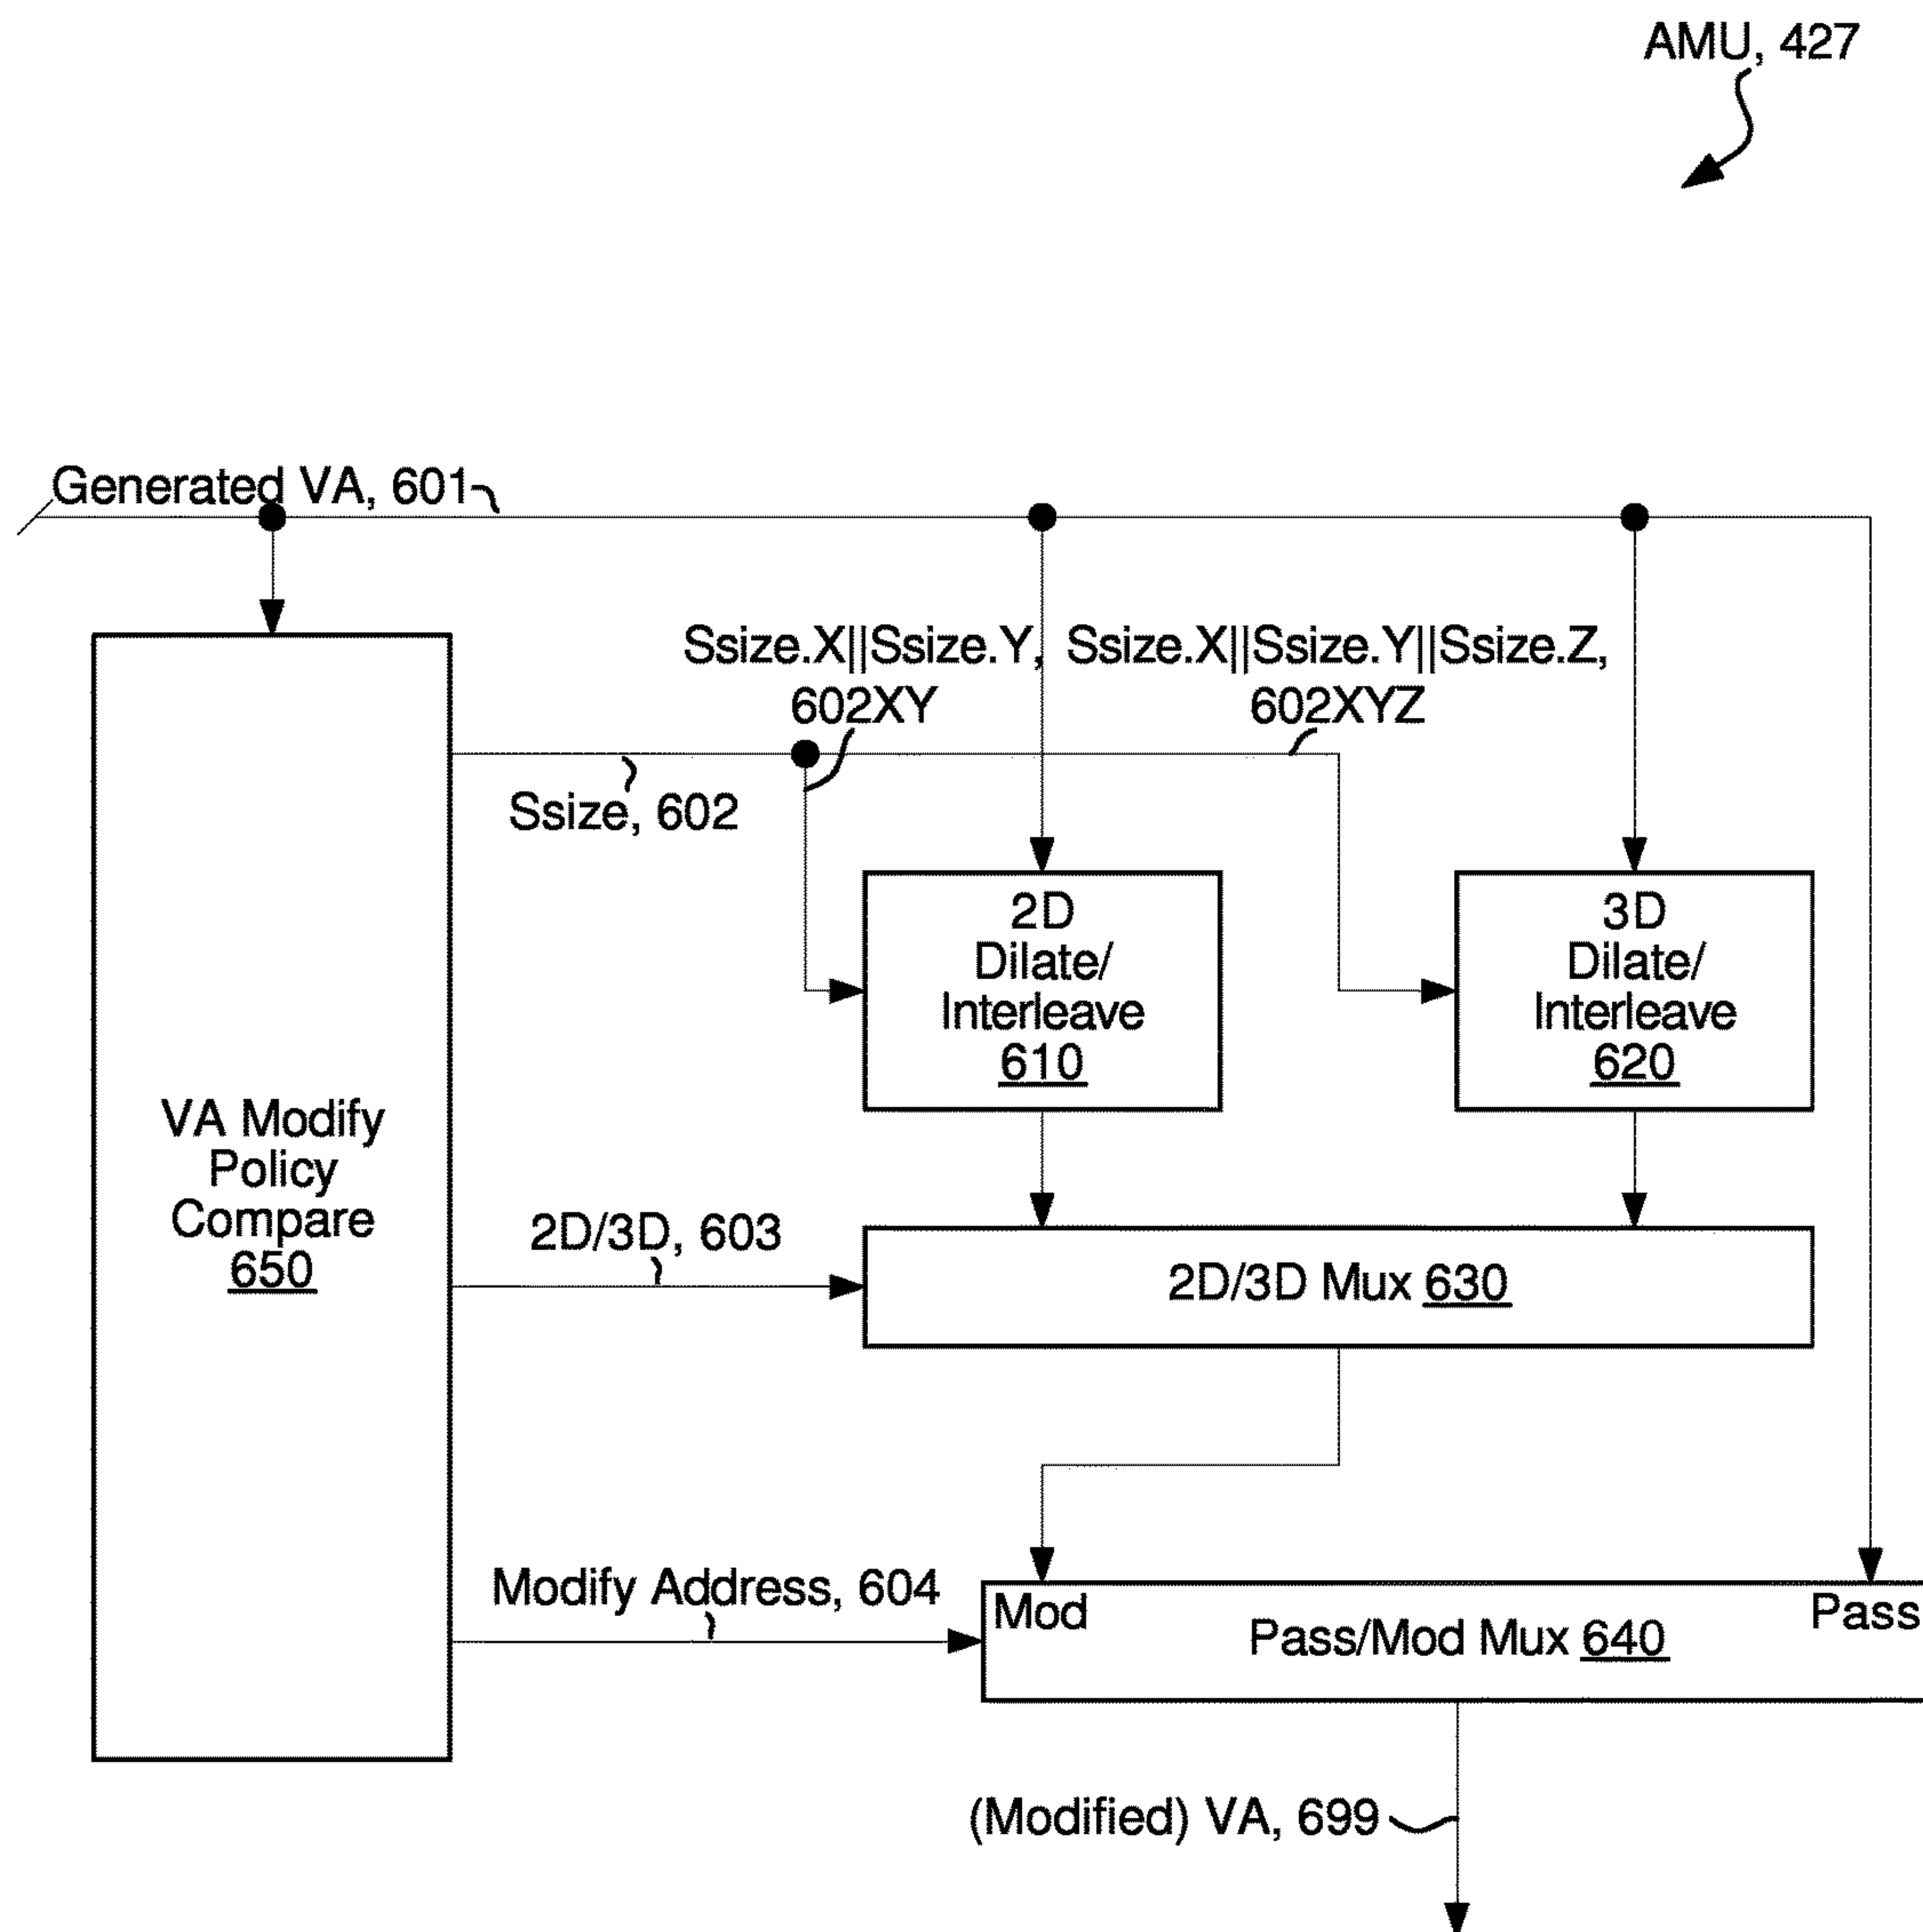 AMU, 427
Generated VA, 601
Ssize.X||Ssize.Y, Ssize.X||Ssize.Y||Ssize.Z,
602XY 602XYZ
Ssize, 602
2D
Dilate/
Interleave
610
3D
Dilate/
Interleave
620
VA Modify
Policy
Compare
650
2D/3D, 603
2D/3D Mux 630
Modify Address, 604
Mod
Pass
Pass/Mod Mux 640
(Modified) VA, 699